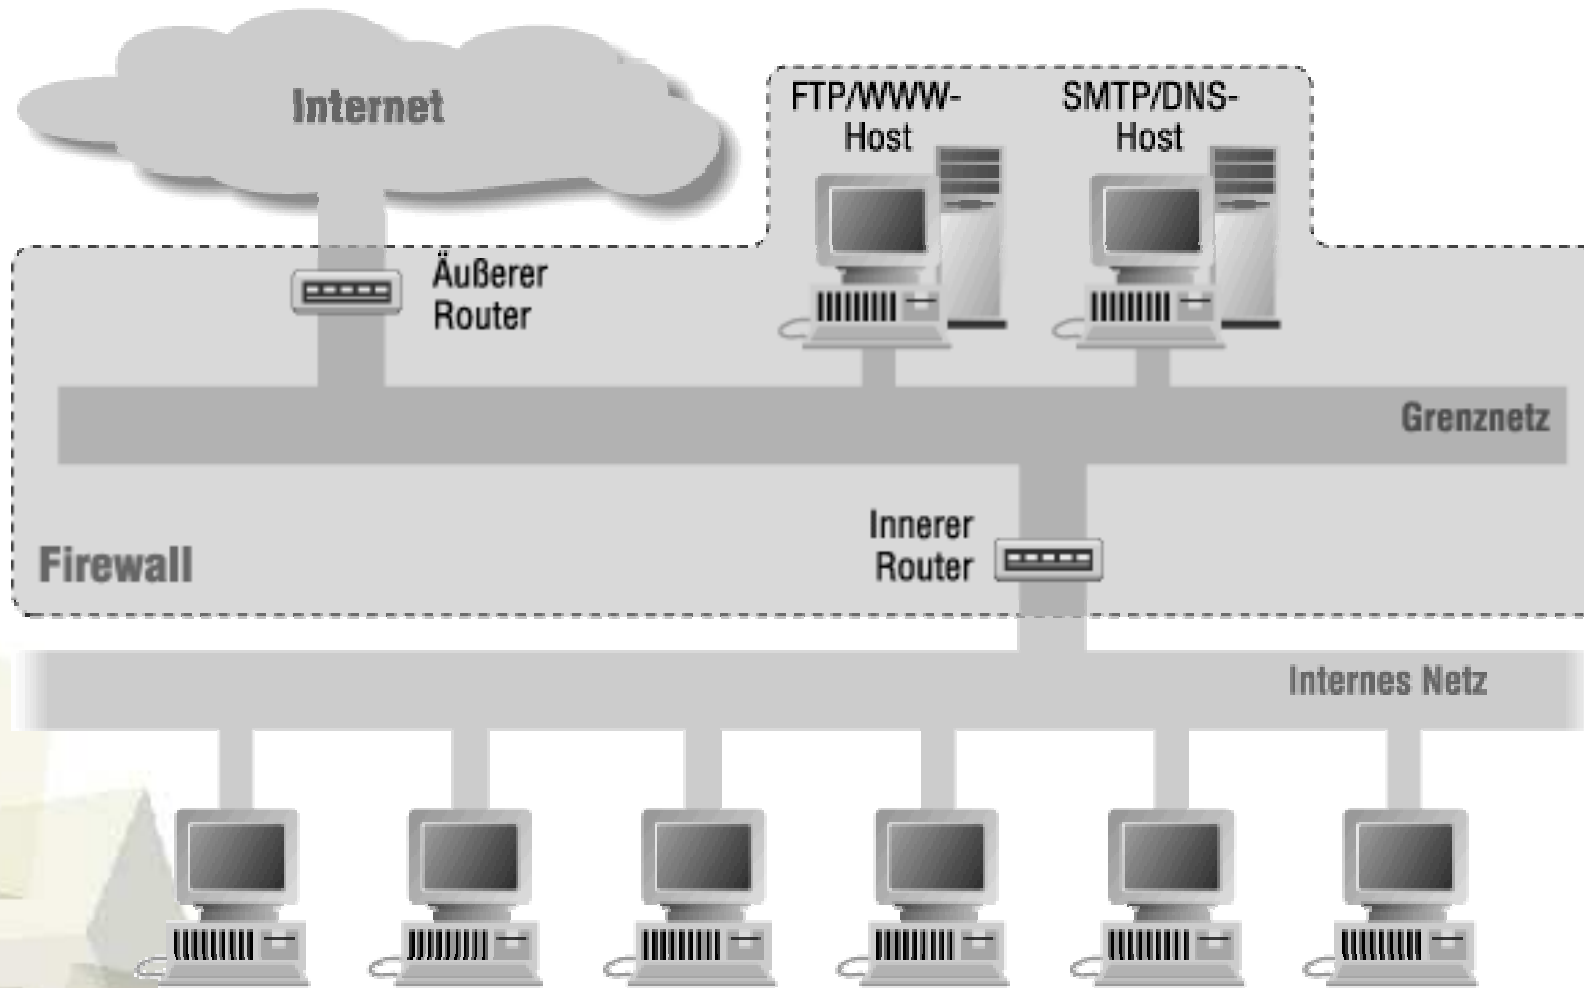 Internet
FTP/WWW-
Host
SMTP/DNS-
Host
Äußerer
Router
Grenznetz
Innerer
Router
Firewall
Internes Netz